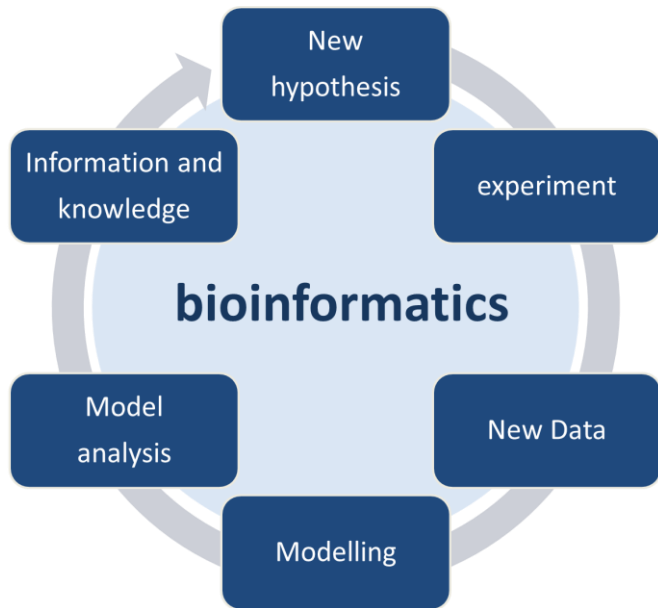 New
hypothesis
experiment
New Data
Modelling
Model
analysis
Information and
knowledge
bioinformatics